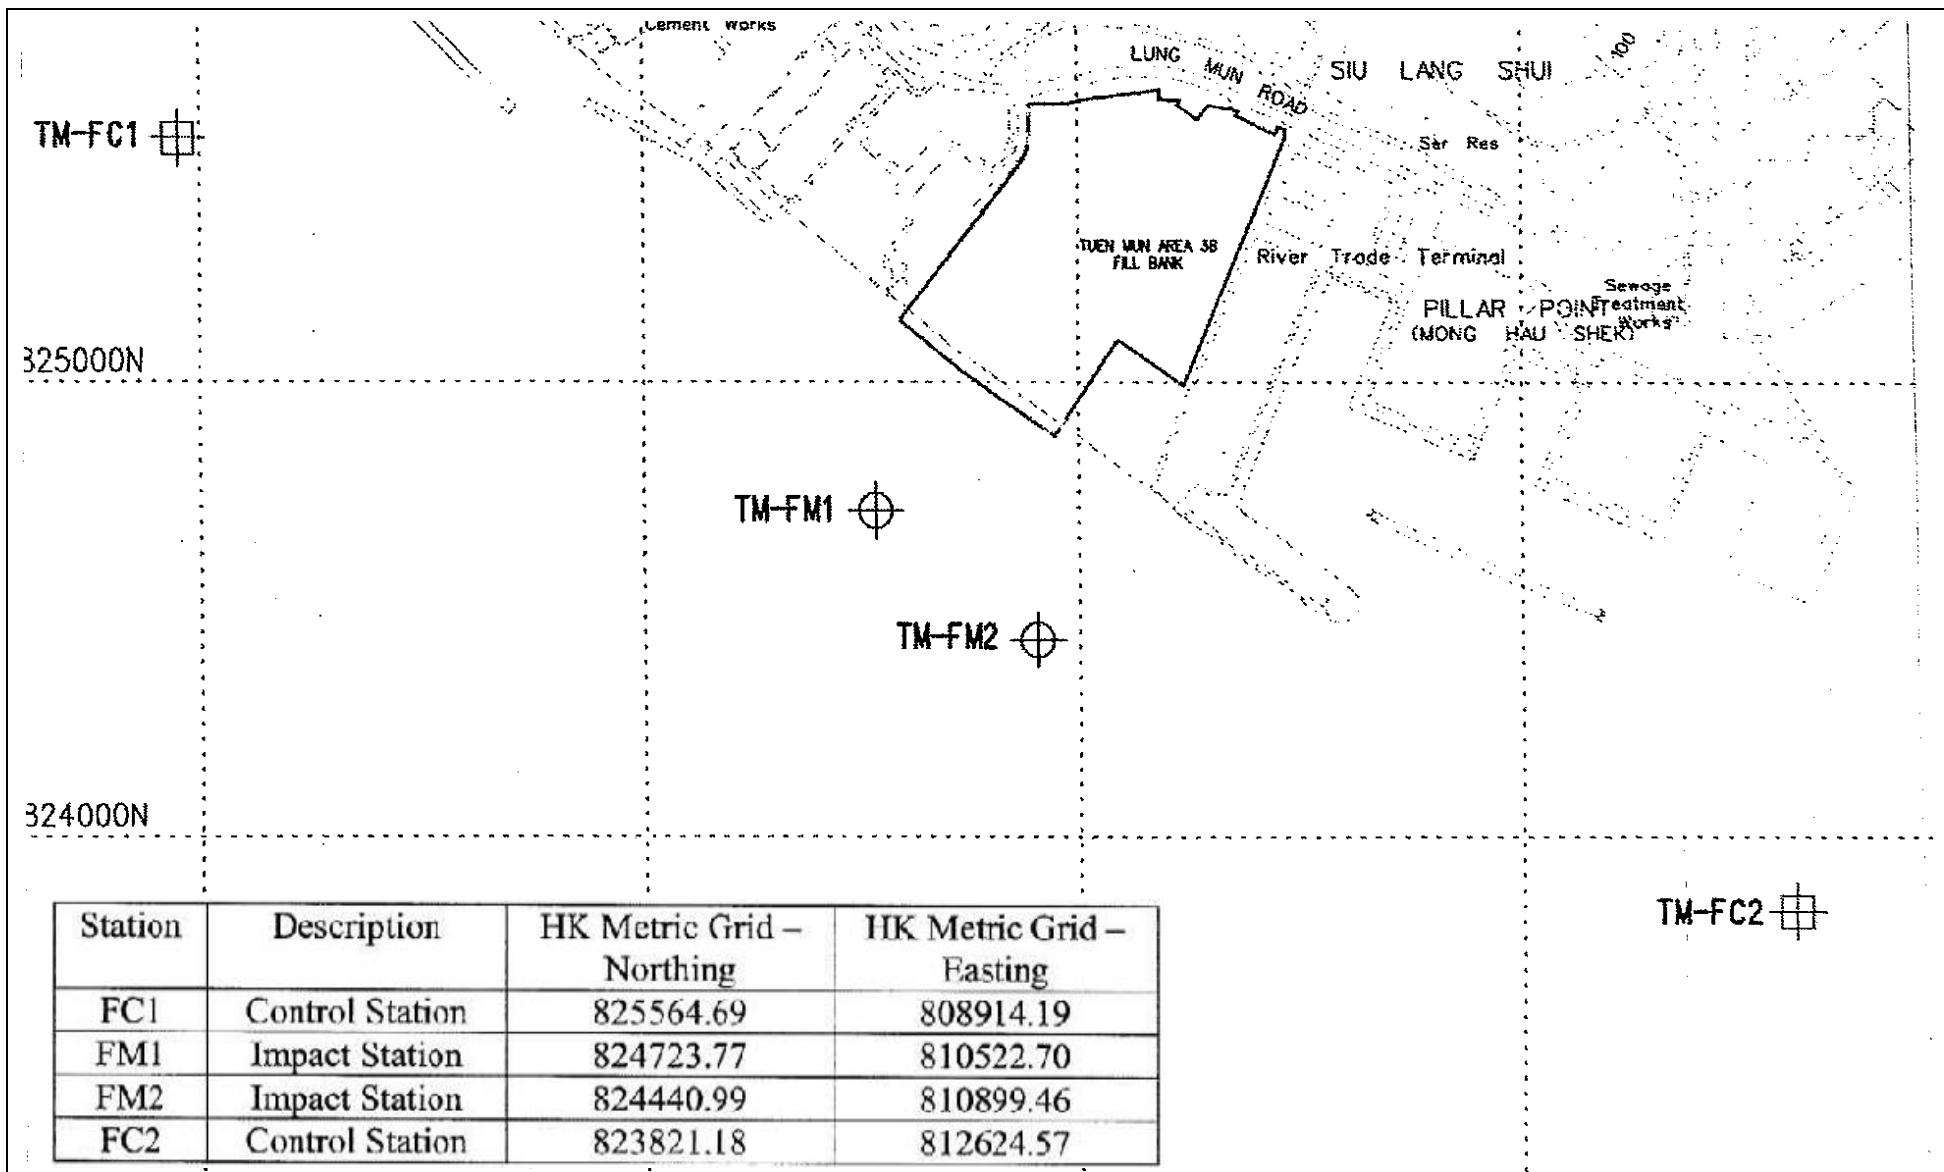 Cement Works
LUNG MUN ROAD
SIU LANG SHUI
100
TM-FC1
Ser Res
TUEN MUN AREA 38
FILL BANK
River Trade Terminal
Sewage
Treatment
Works
PILLAR POINT
(MONG HAU SHEK)
825000N
TM-FM1
TM-FM2
824000N
TM-FC2
Station Description HK Metric Grid – Northing HK Metric Grid – Easting
FC1 Control Station 825564.69 808914.19
FM1 Impact Station 824723.77 810522.70
FM2 Impact Station 824440.99 810899.46
FC2 Control Station 823821.18 812624.57